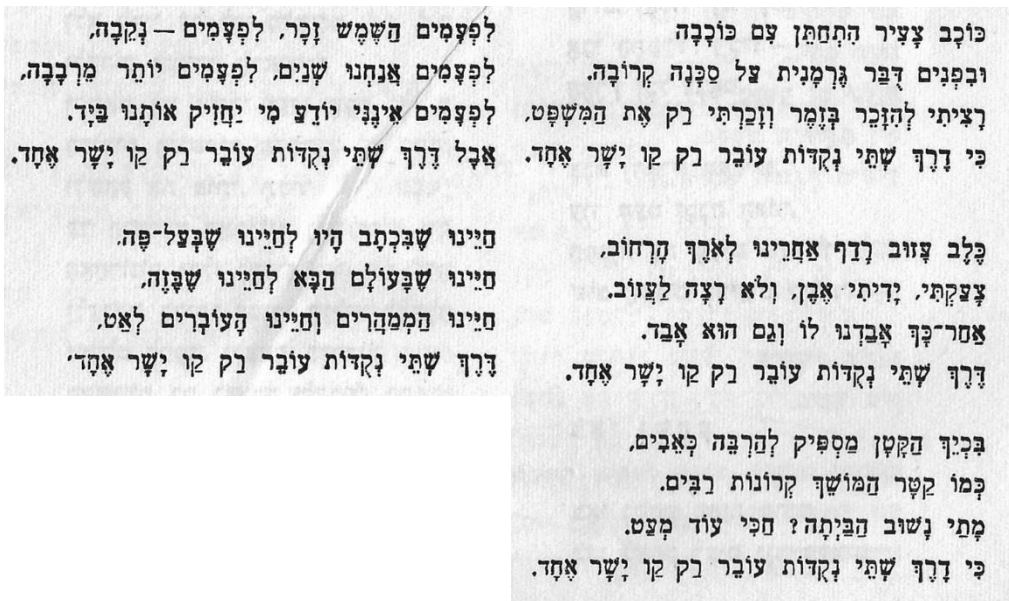 כּוֹכָב צָעִיר הִתְחַתֵּן עִם כּוֹכָבָה
וּבִפְנִים דֻּבַּר גֶּרְמָנִית עַל סַכָּנָה קְרוֹבָה.
רָצִיתִי לְהִזָּכֵר בְּזֶמֶר וְזָכַרְתִּי רַק אֶת הַמִּשְׁפָּט,
כִּי דֶרֶךְ שְׁתֵּי נְקֻדּוֹת עוֹבֵר רַק קַו יָשָׁר אֶחָד.
כֶּלֶב עָזוּב רָדַף אַחֲרֵינוּ לְאֹרֶךְ הָרְחוֹב,
צָעַקְתִּי, יָדִיתִי אֶבֶן, וְלֹא רָצָה לַעֲזוֹב.
אַחַר־כָּךְ אָבַדְנוּ לוֹ וְגַם הוּא אָבַד.
דֶּרֶךְ שְׁתֵּי נְקֻדּוֹת עוֹבֵר רַק קַו יָשָׁר אֶחָד.
בִּכְיֵךְ הַקָּטָן מַסְפִּיק לְהַרְבֵּה כְּאֵבִים,
כְּמוֹ קַטָּר הַמּוֹשֵׁךְ קְרוֹנוֹת רַבִּים.
מָתַי נָשׁוּב הַבַּיְתָה? חַכִּי עוֹד מְעַט.
כִּי דֶרֶךְ שְׁתֵּי נְקֻדּוֹת עוֹבֵר רַק קַו יָשָׁר אֶחָד.
לִפְעָמִים הַשֶּׁמֶשׁ זָכָר, לִפְעָמִים – נְקֵבָה,
לִפְעָמִים אֲנַחְנוּ שְׁנַיִם, לִפְעָמִים יוֹתֵר מֵרְבָבָה,
לִפְעָמִים אֵינֶנִּי יוֹדֵעַ מִי יַחֲזִיק אוֹתָנוּ בַּיָּד.
אֲבָל דֶּרֶךְ שְׁתֵּי נְקֻדּוֹת עוֹבֵר רַק קַו יָשָׁר אֶחָד.
חַיֵּינוּ שֶׁבִּכְתָב הָיוּ לְחַיֵּינוּ שֶׁבְּעַל־פֶּה,
חַיֵּינוּ שֶׁבָּעוֹלָם הַבָּא לְחַיֵּינוּ שֶׁבָּזֶה,
חַיֵּינוּ הַמְמַהֲרִים וְחַיֵּינוּ הָעוֹבְרִים לְאַט,
דֶּרֶךְ שְׁתֵּי נְקֻדּוֹת עוֹבֵר רַק קַו יָשָׁר אֶחָד.